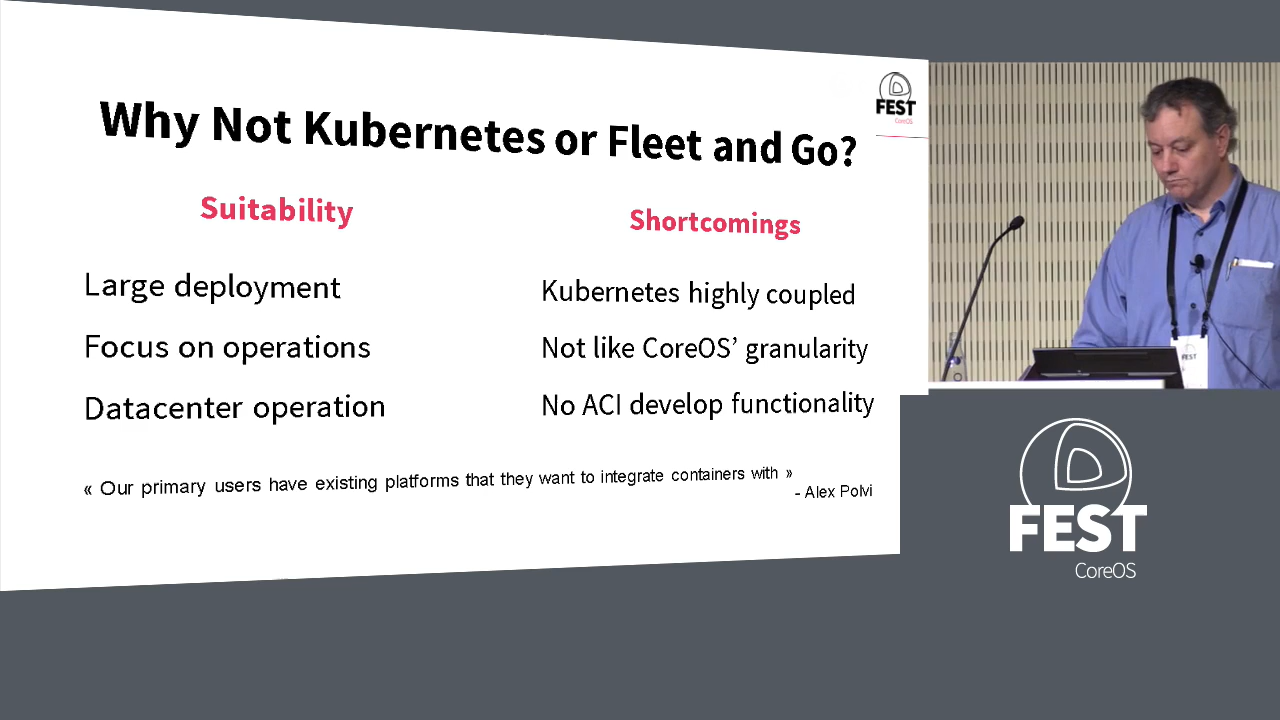 FEST
CoreOS
Why Not Kubernetes or Fleet and Go?
Suitability
Shortcomings
Large deployment
Kubernetes highly coupled
Focus on operations
Not like CoreOS’ granularity
Datacenter operation
No ACI develop functionality
« Our primary users have existing platforms that they want to integrate containers with »
- Alex Polvi
FEST
FEST
CoreOS